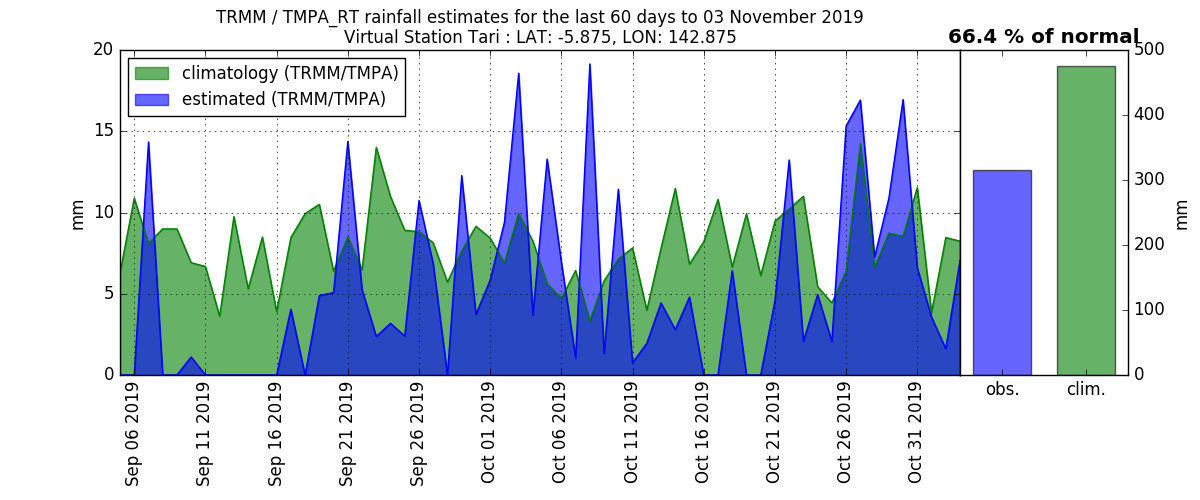 TRMM / TMPA_RT rainfall estimates for the last 60 days to 03 November 2019
Virtual Station Tari : LAT: -5.875, LON: 142.875
66.4 % of normal
climatology (TRMM/TMPA)
estimated (TRMM/TMPA)
20
15
10
5
0
mm
500
400
300
200
100
0
mm
Sep 06 2019
Sep 11 2019
Sep 16 2019
Sep 21 2019
Sep 26 2019
Oct 01 2019
Oct 06 2019
Oct 11 2019
Oct 16 2019
Oct 21 2019
Oct 26 2019
Oct 31 2019
obs.
clim.